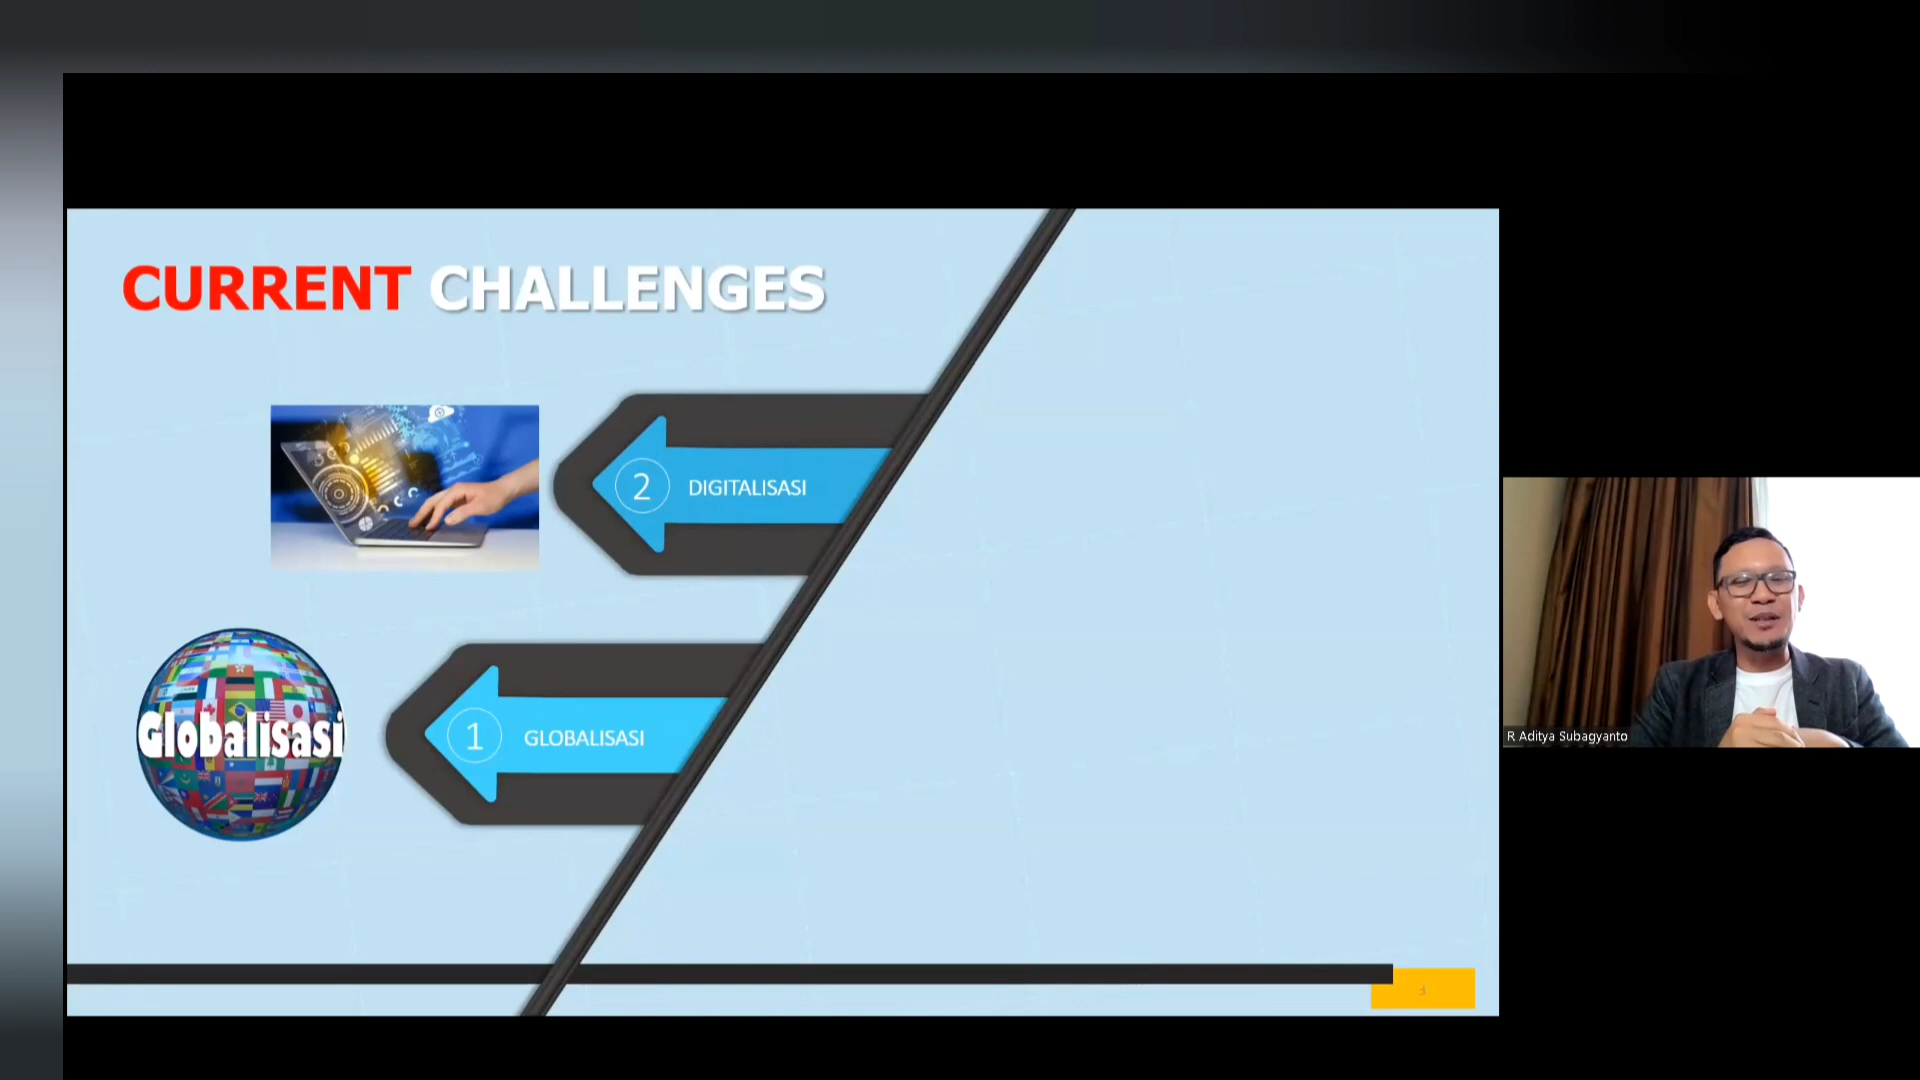 CURRENT CHALLENGES
2 DIGITALISASI
1 GLOBALISASI
Globalisasi
R Aditya Subagyanto